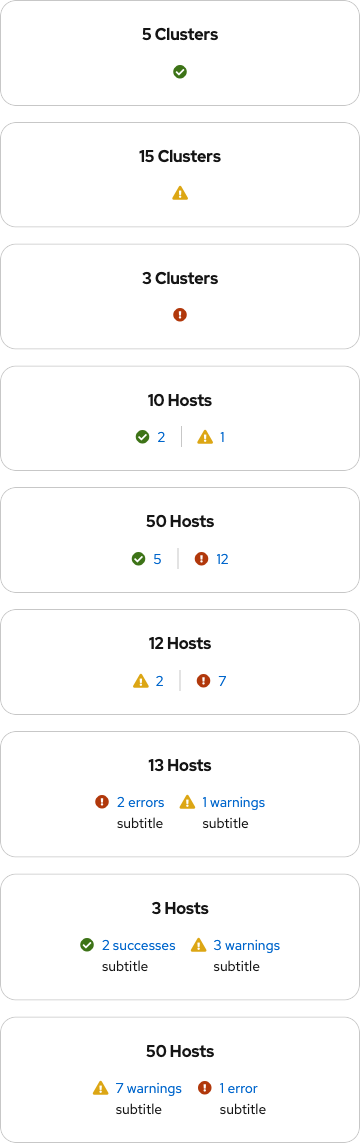 5 Clusters
15 Clusters
3 Clusters
10 Hosts
2 1
50 Hosts
5 12
12 Hosts
2 7
13 Hosts
2 errors 1 warnings
subtitle subtitle
3 Hosts
2 successes 3 warnings
subtitle subtitle
50 Hosts
7 warnings 1 error
subtitle subtitle